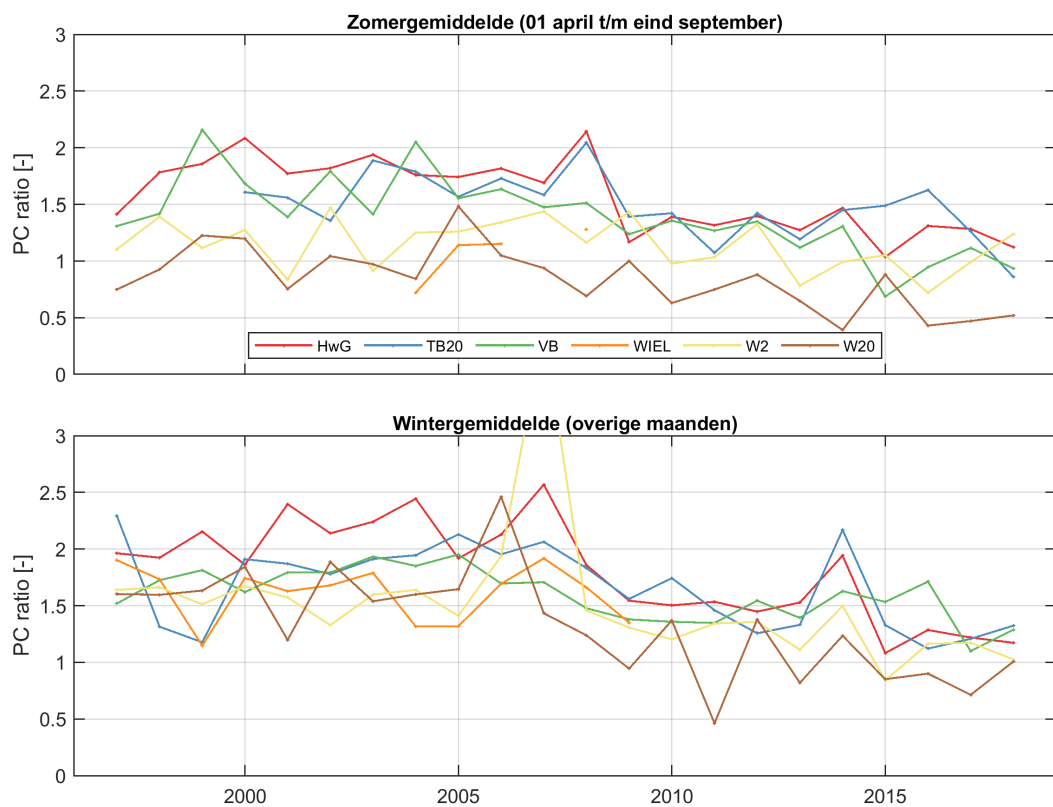 Zomergemiddelde (01 april t/m eind september)
3
2.5
2
1.5
1
0.5
0
PC ratio [-]
HwG TB20 VB WIEL W2 W20
Wintergemiddelde (overige maanden)
3
2.5
2
1.5
1
0.5
0
PC ratio [-]
2000 2005 2010 2015